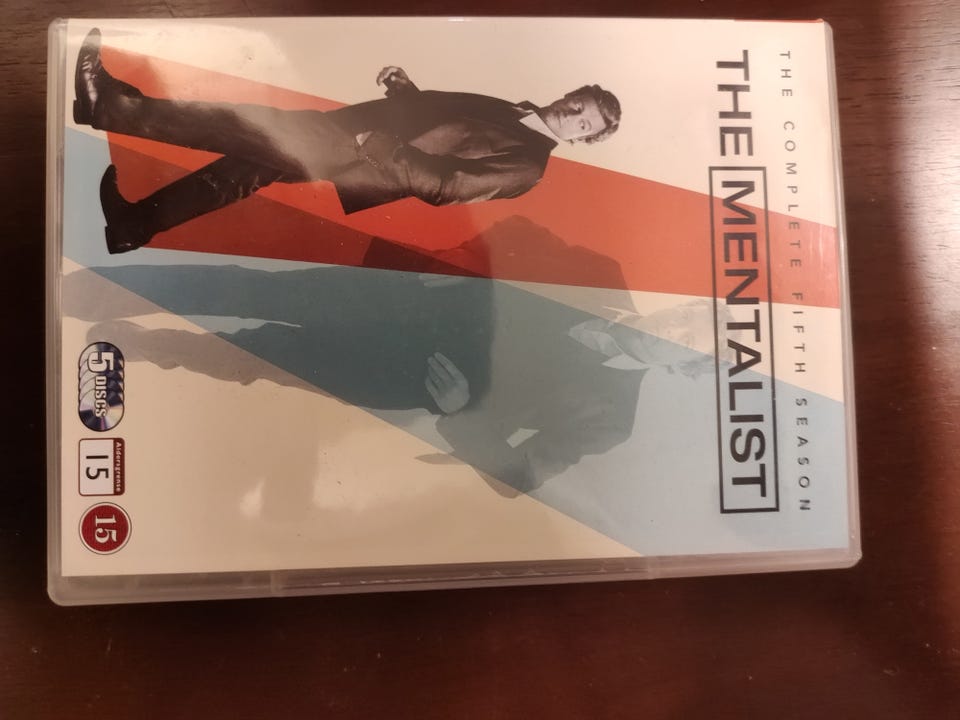 THE COMPLETE FIFTH SEASON
THE MENTALIST
5 DISCS
Aldersgrense
15
15